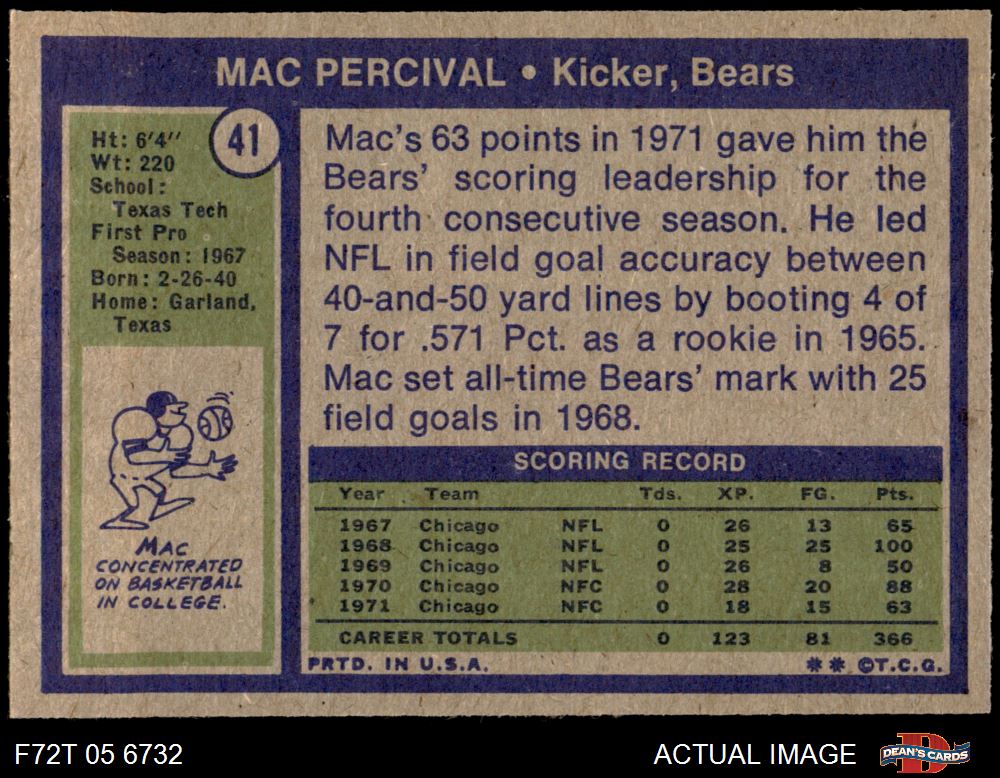 MAC PERCIVAL • Kicker, Bears
41
Ht: 6'4"
Wt: 220
School:
Texas Tech
First Pro
Season: 1967
Born: 2-26-40
Home: Garland,
Texas
MAC
CONCENTRATED
ON BASKETBALL
IN COLLEGE.
Mac's 63 points in 1971 gave him the
Bears' scoring leadership for the
fourth consecutive season. He led
NFL in field goal accuracy between
40-and-50 yard lines by booting 4 of
7 for .571 Pct. as a rookie in 1965.
Mac set all-time Bears' mark with 25
field goals in 1968.
SCORING RECORD
Year Team Tds. XP. FG. Pts.
1967 Chicago NFL 0 26 13 65
1968 Chicago NFL 0 25 25 100
1969 Chicago NFL 0 26 8 50
1970 Chicago NFC 0 28 20 88
1971 Chicago NFC 0 18 15 63
CAREER TOTALS 0 123 81 366
PRTD. IN U.S.A. ** ©T.C.G.
F72T 05 6732 ACTUAL IMAGE D DEAN'S CARDS